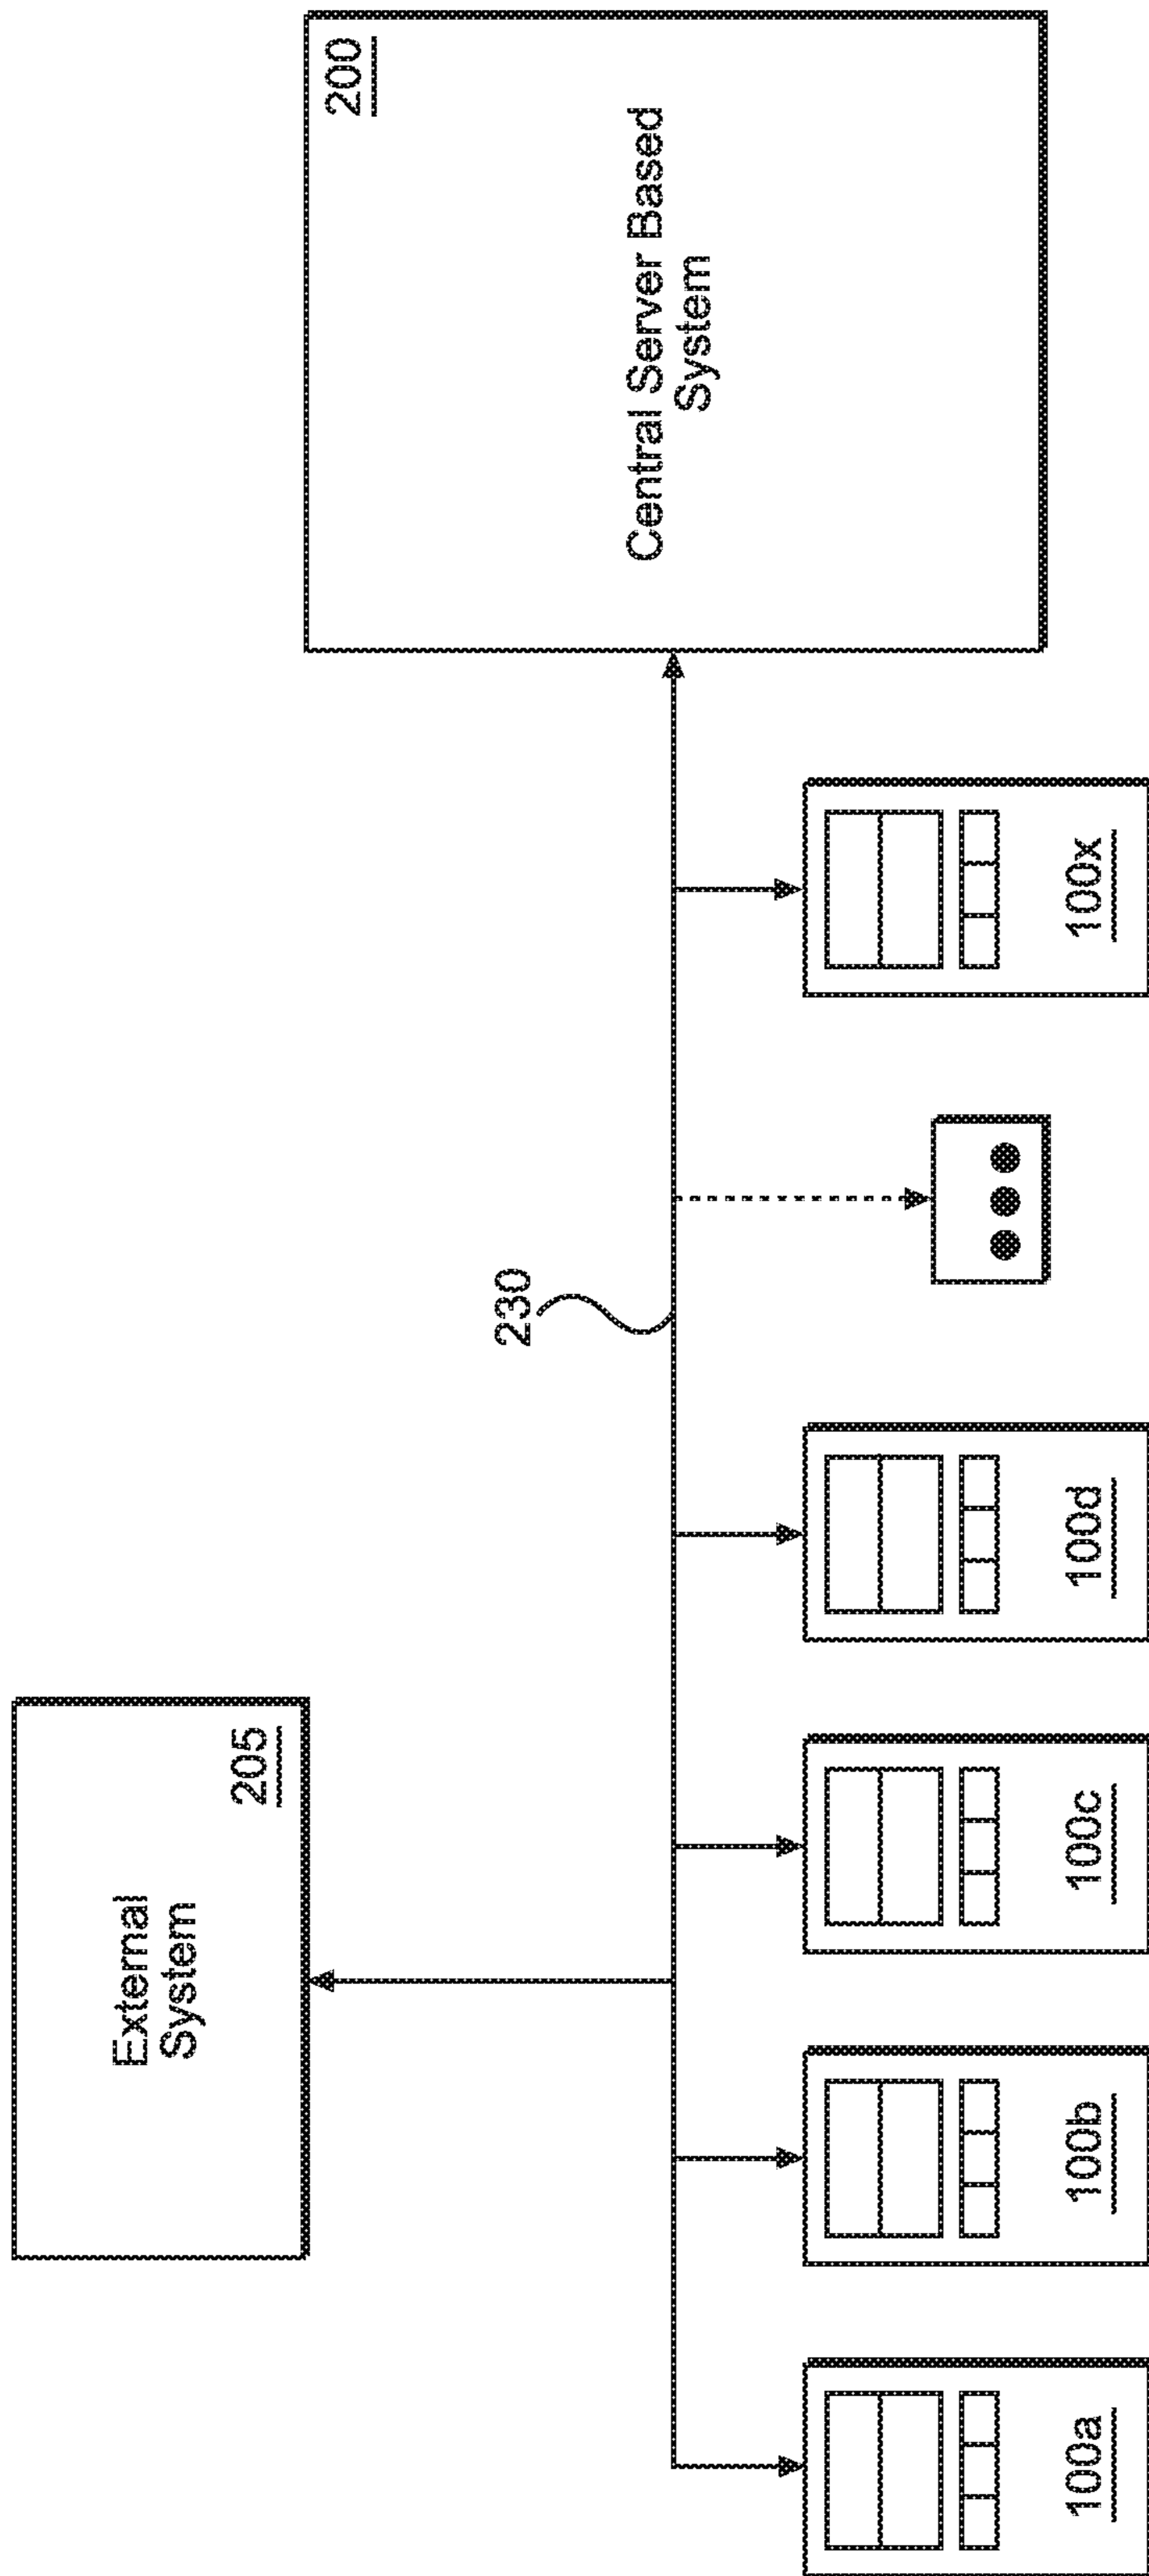 External
System
205
200
Central Server Based
System
230
100a
100b
100c
100d
100x